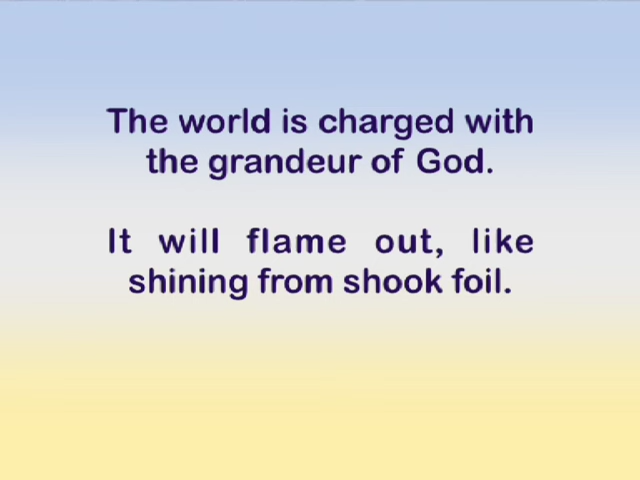 The world is charged with
the grandeur of God.
It will flame out, like
shining from shook foil.